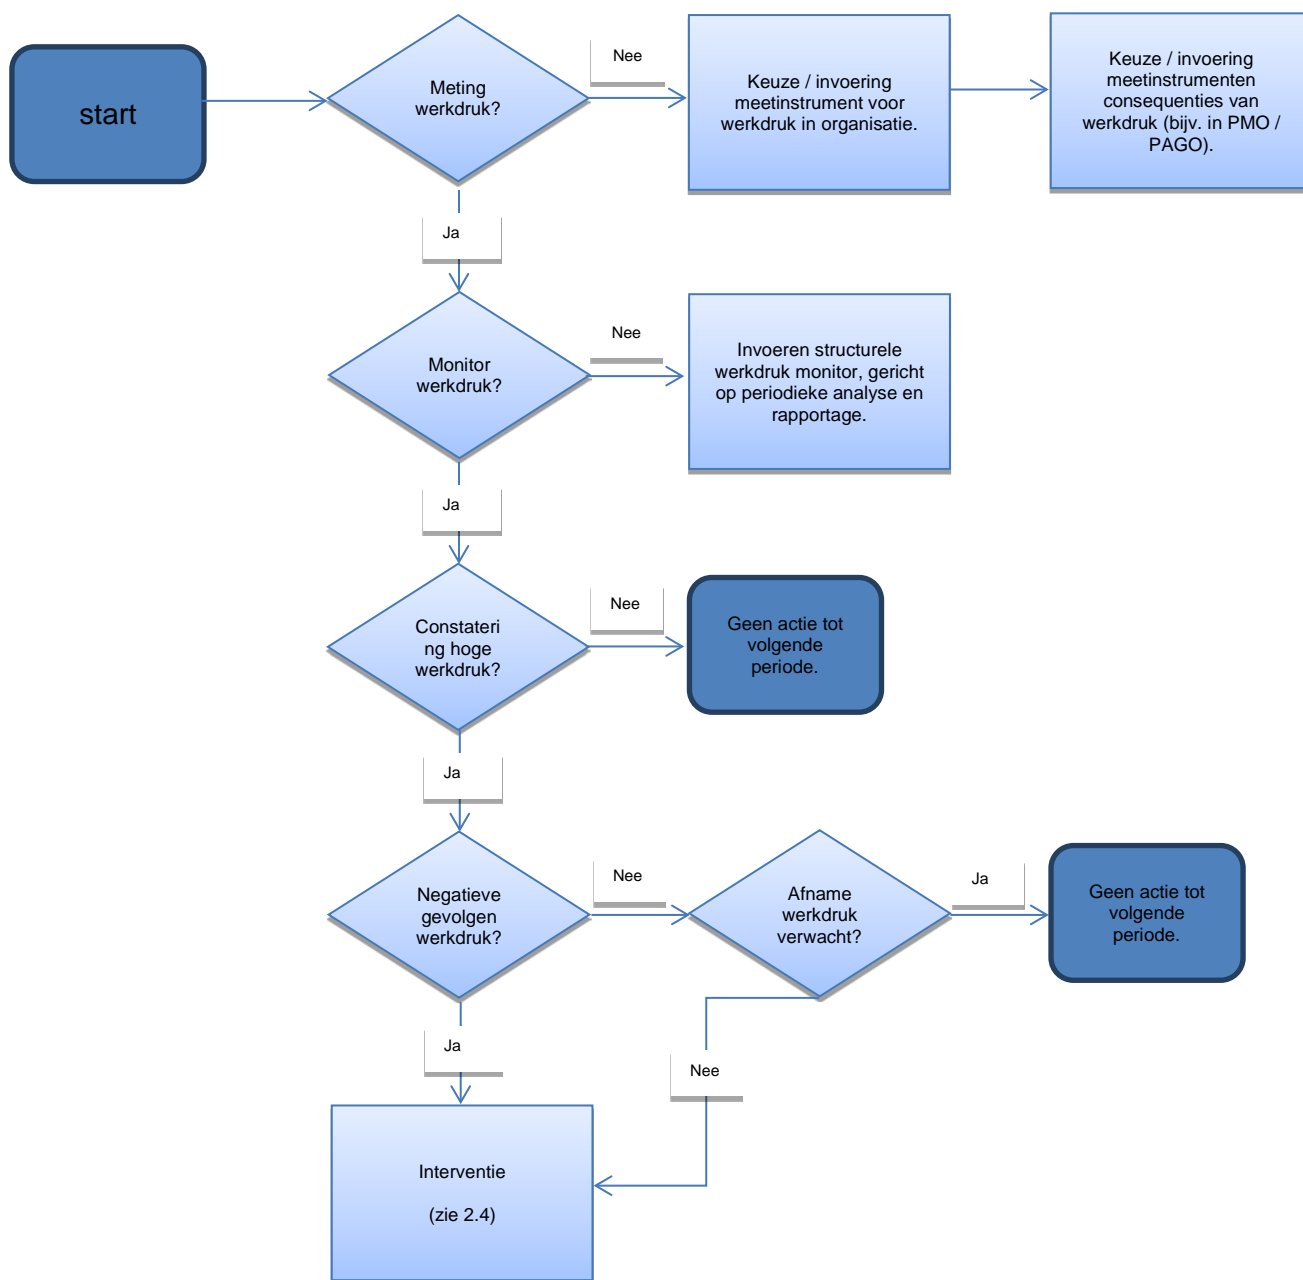 start
Meting
werkdruk?
Nee
Keuze / invoering
meetinstrument voor
werkdruk in organisatie.
Keuze / invoering
meetinstrumenten
consequenties van
werkdruk (bijv. in PMO /
PAGO).
Ja
Monitor
werkdruk?
Nee
Invoeren structurele
werkdruk monitor, gericht
op periodieke analyse en
rapportage.
Ja
Constateri
ng hoge
werkdruk?
Nee
Geen actie tot
volgende
periode.
Ja
Negatieve
gevolgen
werkdruk?
Nee
Afname
werkdruk
verwacht?
Ja
Geen actie tot
volgende
periode.
Ja
Nee
Interventie
(zie 2.4)